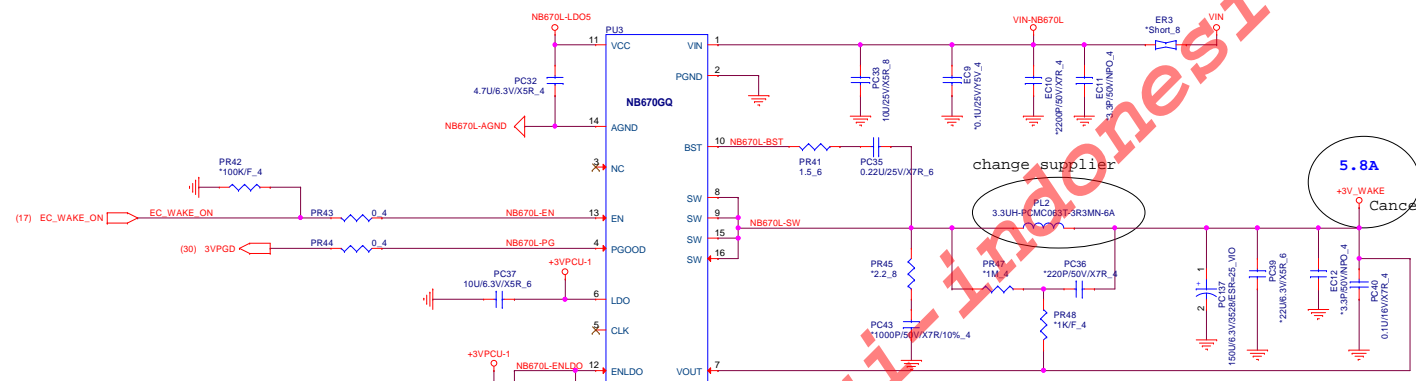 NB670L-LDO5
PU3
11
VCC
VIN
1
VIN-NB670L
ER3
*Short_8
VIN
PC32
4.7U/6.3V/X5R_4
PGND
2
PC33
10U/25V/X5R_8
EC9
*0.1U/25V/Y5V_4
EC10
*2200P/50V/X7R_4
EC11
*3.3P/50V/NPO_4
NB670GQ
NB670L-AGND
14
AGND
BST
10
NB670L-BST
PR41
1.5_6
PC35
0.22U/25V/X7R_6
change supplier
5.8A
+3V_WAKE
Cance
3
NC
PR42
*100K/F_4
SW
8
SW
9
SW
15
SW
16
NB670L-SW
PL2
3.3UH-PCMC063T-3R3MN-6A
(17)
EC_WAKE_ON
EC_WAKE_ON
PR43
0_4
NB670L-EN
13
EN
(30)
3VPGD
PR44
0_4
NB670L-PG
4
PGOOD
PR45
*2.2_8
PR47
*1M_4
PC36
*220P/50V/X7R_4
+3VPCU-1
PC37
10U/6.3V/X5R_6
6
LDO
+
1
2
PC137
150U/6.3V/3528/ESR=25_VIO
PC39
*22U/6.3V/X5R_6
EC12
*3.3P/50V/NPO_4
PC40
0.1U/16V/X7R_4
5
CLK
PC43
*1000P/50V/X7R/10%_4
PR48
*1K/F_4
+3VPCU-1
NB670L-ENLDO
12
ENLDO
VOUT
7
i-indonesi